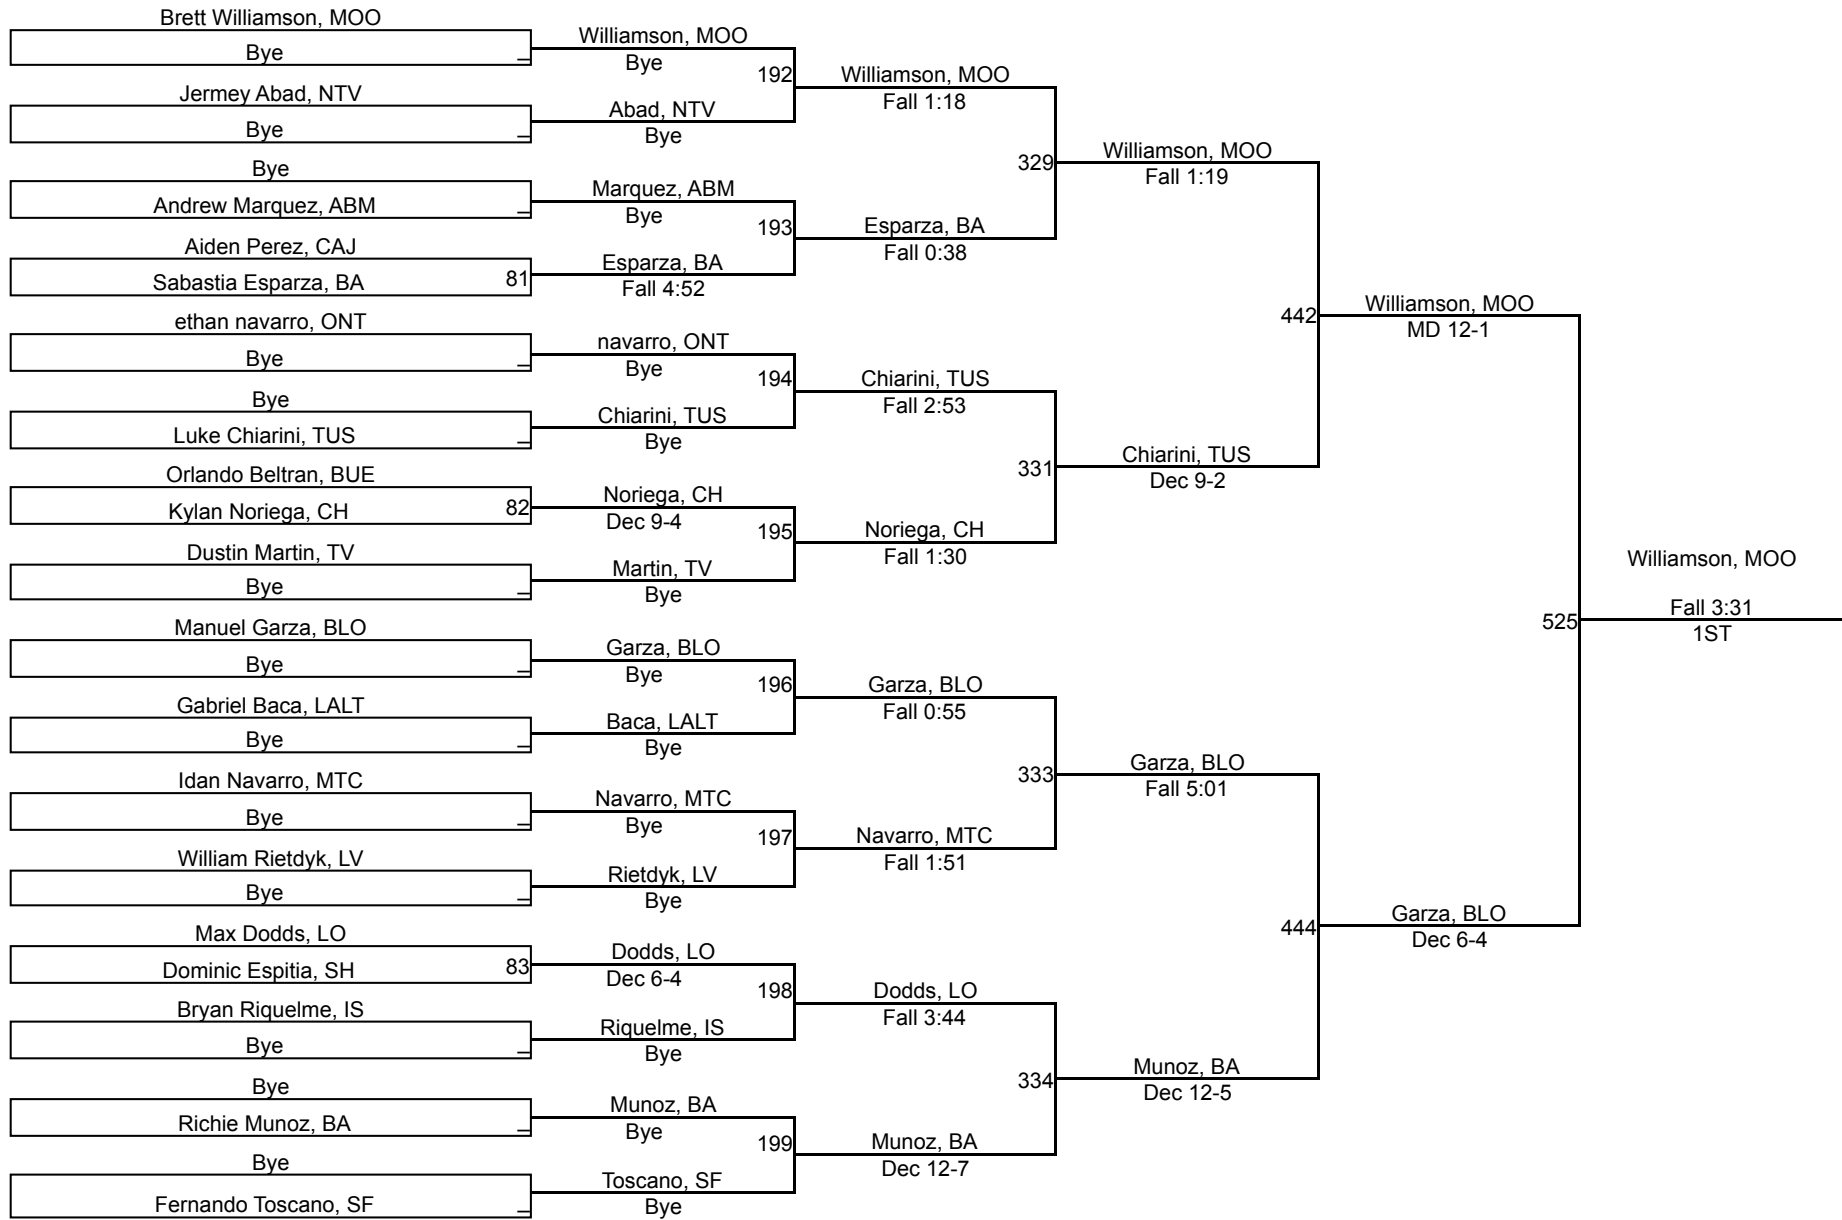 Brett Williamson, MOO
Bye
Jermey Abad, NTV
Bye
Bye
Andrew Marquez, ABM
Aiden Perez, CAJ
Sabastia Esparza, BA 81
ethan navarro, ONT
Bye
Bye
Luke Chiarini, TUS
Orlando Beltran, BUE
Kylan Noriega, CH 82
Dustin Martin, TV
Bye
Manuel Garza, BLO
Bye
Gabriel Baca, LALT
Bye
Idan Navarro, MTC
Bye
William Rietdyk, LV
Bye
Max Dodds, LO
Dominic Espitia, SH 83
Bryan Riquelme, IS
Bye
Bye
Richie Munoz, BA
Bye
Fernando Toscano, SF
Williamson, MOO
Bye
192
Abad, NTV
Bye
Marquez, ABM
Bye
193
Esparza, BA
Fall 4:52
navarro, ONT
Bye
194
Chiarini, TUS
Bye
Noriega, CH
Dec 9-4
195
Martin, TV
Bye
Garza, BLO
Bye
196
Baca, LALT
Bye
Navarro, MTC
Bye
197
Rietdyk, LV
Bye
Dodds, LO
Dec 6-4
198
Riquelme, IS
Bye
Munoz, BA
Bye
199
Toscano, SF
Bye
Williamson, MOO
Fall 1:18
329
Esparza, BA
Fall 0:38
Chiarini, TUS
Fall 2:53
331
Noriega, CH
Fall 1:30
Garza, BLO
Fall 0:55
333
Navarro, MTC
Fall 1:51
Dodds, LO
Fall 3:44
334
Munoz, BA
Dec 12-7
Williamson, MOO
Fall 1:19
442
Chiarini, TUS
Dec 9-2
Garza, BLO
Fall 5:01
444
Munoz, BA
Dec 12-5
Williamson, MOO
MD 12-1
525
Garza, BLO
Dec 6-4
Williamson, MOO
Fall 3:31
1ST